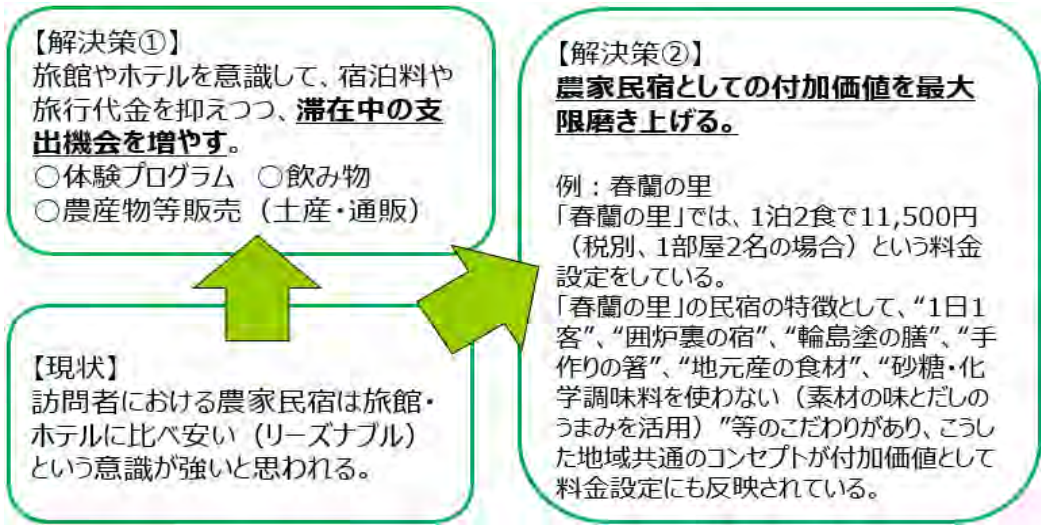 【解決策①】
旅館やホテルを意識して、宿泊料や
旅行代金を抑えつつ、滞在中の支
出機会を増やす。
○体験プログラム ○飲み物
○農産物等販売（土産・通販）
【現状】
訪問者における農家民宿は旅館・
ホテルに比べ安い（リーズナブル）
という意識が強いと思われる。
【解決策②】
農家民宿としての付加価値を最大
限磨き上げる。
例：春蘭の里
「春蘭の里」では、1泊2食で11,500円
（税別、1部屋2名の場合）という料金
設定をしている。
「春蘭の里」の民宿の特徴として、“1日1
客”、“囲炉裏の宿”、“輪島塗の膳”、“手
作りの箸”、“地元産の食材”、“砂糖・化
学調味料を使わない（素材の味とだしの
うまみを活用）”等のこだわりがあり、こうし
た地域共通のコンセプトが付加価値として
料金設定にも反映されている。